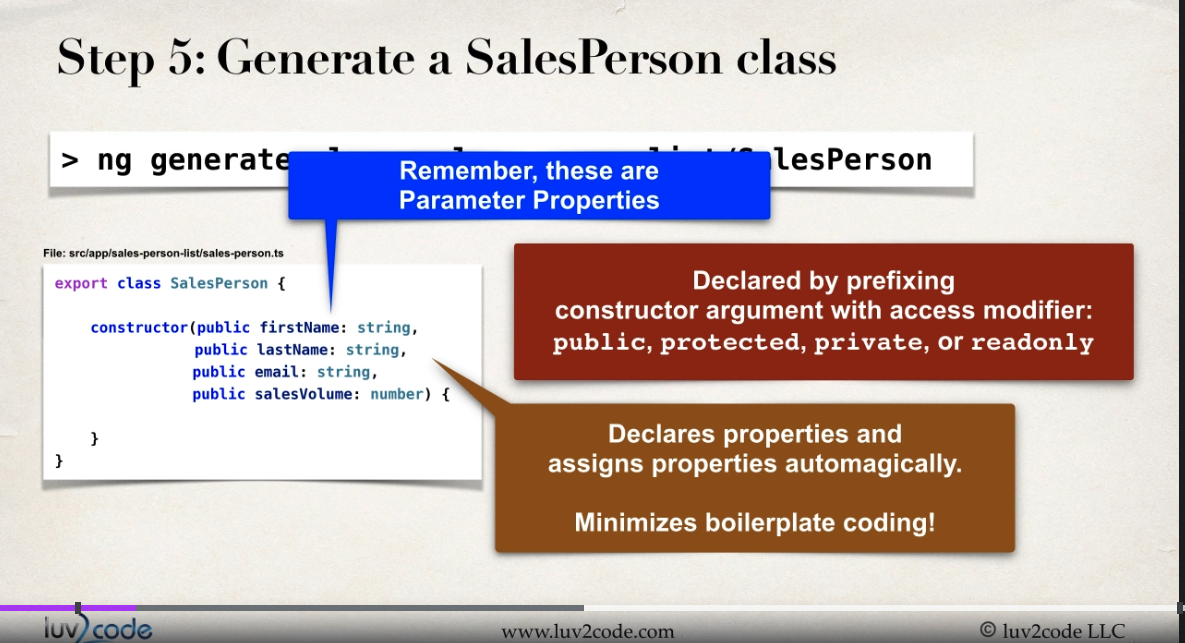 Step 5: Generate a SalesPerson class
> ng generate SalesPerson
Remember, these are
Parameter Properties
File: src/app/sales-person-list/sales-person.ts
export class SalesPerson {
constructor(public firstName: string,
public lastName: string,
public email: string,
public salesVolume: number) {
}
}
Declared by prefixing
constructor argument with access modifier:
public, protected, private, or readonly
Declares properties and
assigns properties automagically.
Minimizes boilerplate coding!
luv2code
www.luv2code.com
© luv2code LLC